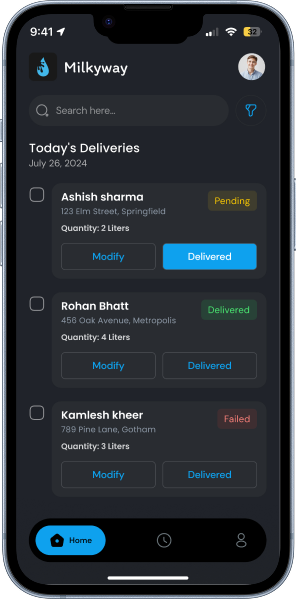 9:41
32
Milkyway
Search here...
Today's Deliveries
July 26, 2024
Ashish sharma
Pending
123 Elm Street, Springfield
Quantity: 2 Liters
Modify Delivered
Rohan Bhatt
Delivered
456 Oak Avenue, Metropolis
Quantity: 4 Liters
Modify Delivered
Kamlesh kheer
Failed
789 Pine Lane, Gotham
Quantity: 3 Liters
Modify Delivered
Home